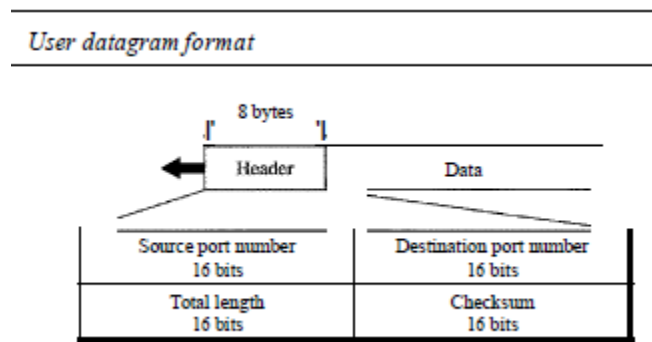 User datagram format
8 bytes
Header
Data
Source port number
16 bits
Destination port number
16 bits
Total length
16 bits
Checksum
16 bits